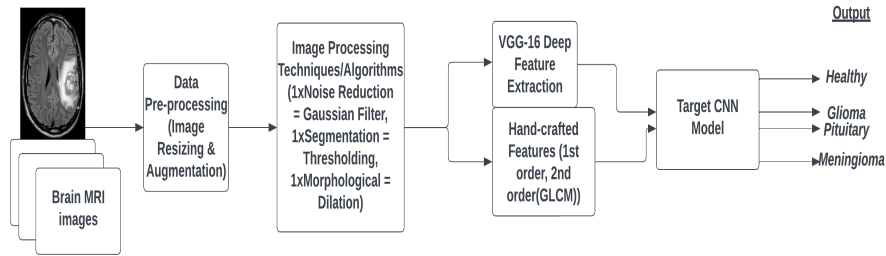 Brain MRI
images
Data
Pre-processing
(Image
Resizing &
Augmentation)
Image Processing
Techniques/Algorithms
(1xNoise Reduction
= Gaussian Filter,
1xSegmentation =
Thresholding,
1xMorphological =
Dilation)
VGG-16 Deep
Feature
Extraction
Hand-crafted
Features (1st
order, 2nd
order(GLCM))
Target CNN
Model
Output
Healthy
Glioma
Pituitary
Meningioma